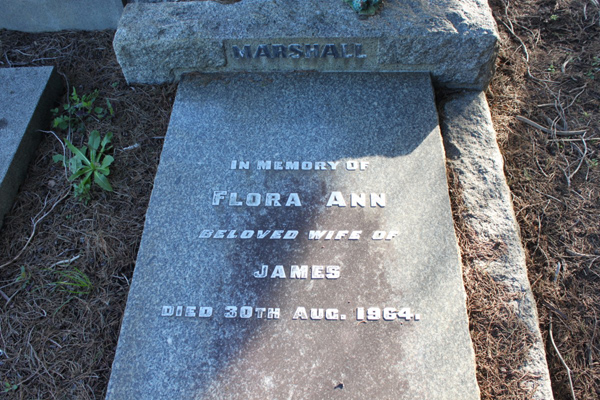 MARSHALL
IN MEMORY OF
FLORA ANN
BELOVED WIFE OF
JAMES
DIED 30TH AUG. 1964.